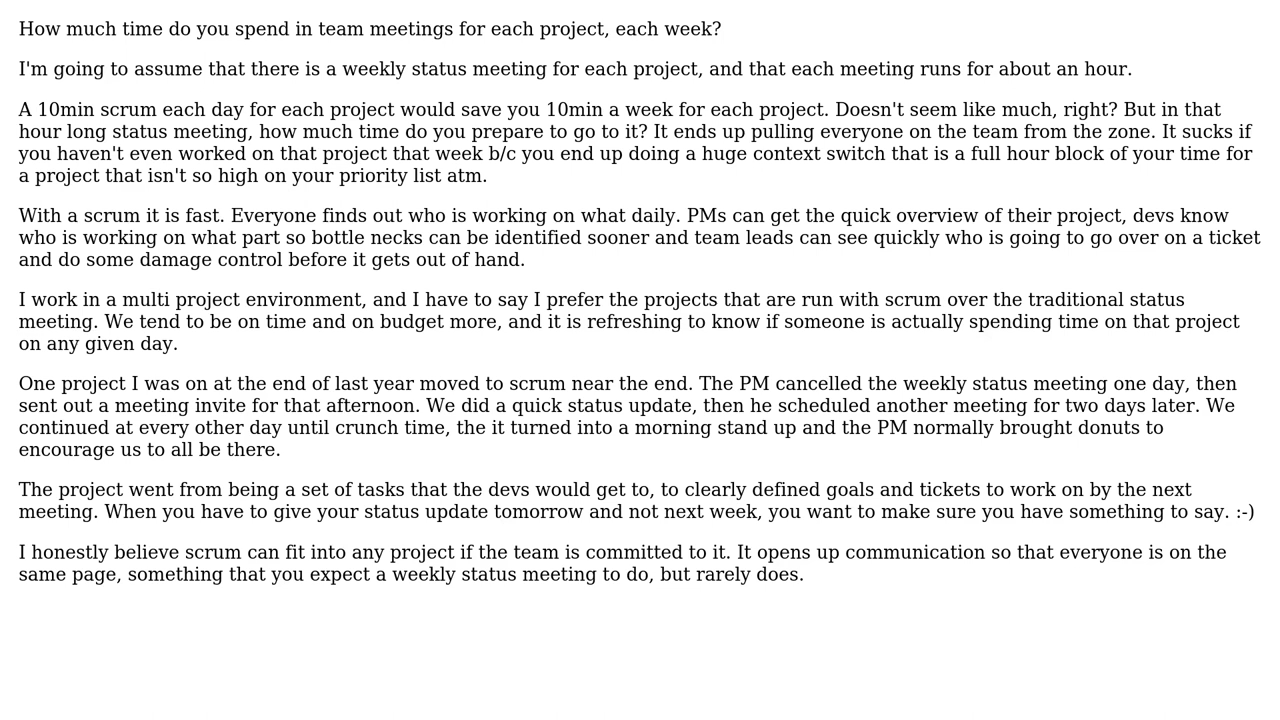 How much time do you spend in team meetings for each project, each week?
I'm going to assume that there is a weekly status meeting for each project, and that each meeting runs for about an hour.
A 10min scrum each day for each project would save you 10min a week for each project. Doesn't seem like much, right? But in that
hour long status meeting, how much time do you prepare to go to it? It ends up pulling everyone on the team from the zone. It sucks if
you haven't even worked on that project that week b/c you end up doing a huge context switch that is a full hour block of your time for
a project that isn't so high on your priority list atm.
With a scrum it is fast. Everyone finds out who is working on what daily. PMs can get the quick overview of their project, devs know
who is working on what part so bottle necks can be identified sooner and team leads can see quickly who is going to go over on a ticket
and do some damage control before it gets out of hand.
I work in a multi project environment, and I have to say I prefer the projects that are run with scrum over the traditional status
meeting. We tend to be on time and on budget more, and it is refreshing to know if someone is actually spending time on that project
on any given day.
One project I was on at the end of last year moved to scrum near the end. The PM cancelled the weekly status meeting one day, then
sent out a meeting invite for that afternoon. We did a quick status update, then he scheduled another meeting for two days later. We
continued at every other day until crunch time, the it turned into a morning stand up and the PM normally brought donuts to
encourage us to all be there.
The project went from being a set of tasks that the devs would get to, to clearly defined goals and tickets to work on by the next
meeting. When you have to give your status update tomorrow and not next week, you want to make sure you have something to say. :-)
I honestly believe scrum can fit into any project if the team is committed to it. It opens up communication so that everyone is on the
same page, something that you expect a weekly status meeting to do, but rarely does.